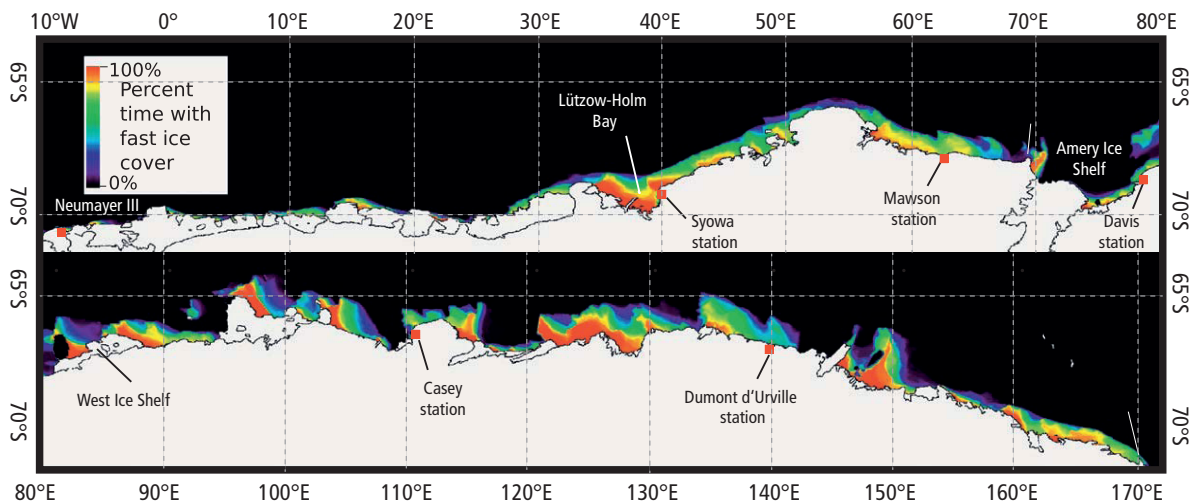 10°W 0° 10°E 20°E 30°E 40°E 50°E 60°E 70°E 80°E
65°S 65°S
100%
Percent
time with
fast ice
cover
0%
Lützow-Holm
Bay
Amery Ice
Shelf
Neumayer III
70°S 70°S
Syowa
station
Mawson
station
Davis
station
65°S 65°S
West Ice Shelf
Casey
station
Dumont d’Urville
station
70°S 70°S
80°E 90°E 100°E 110°E 120°E 130°E 140°E 150°E 160°E 170°E